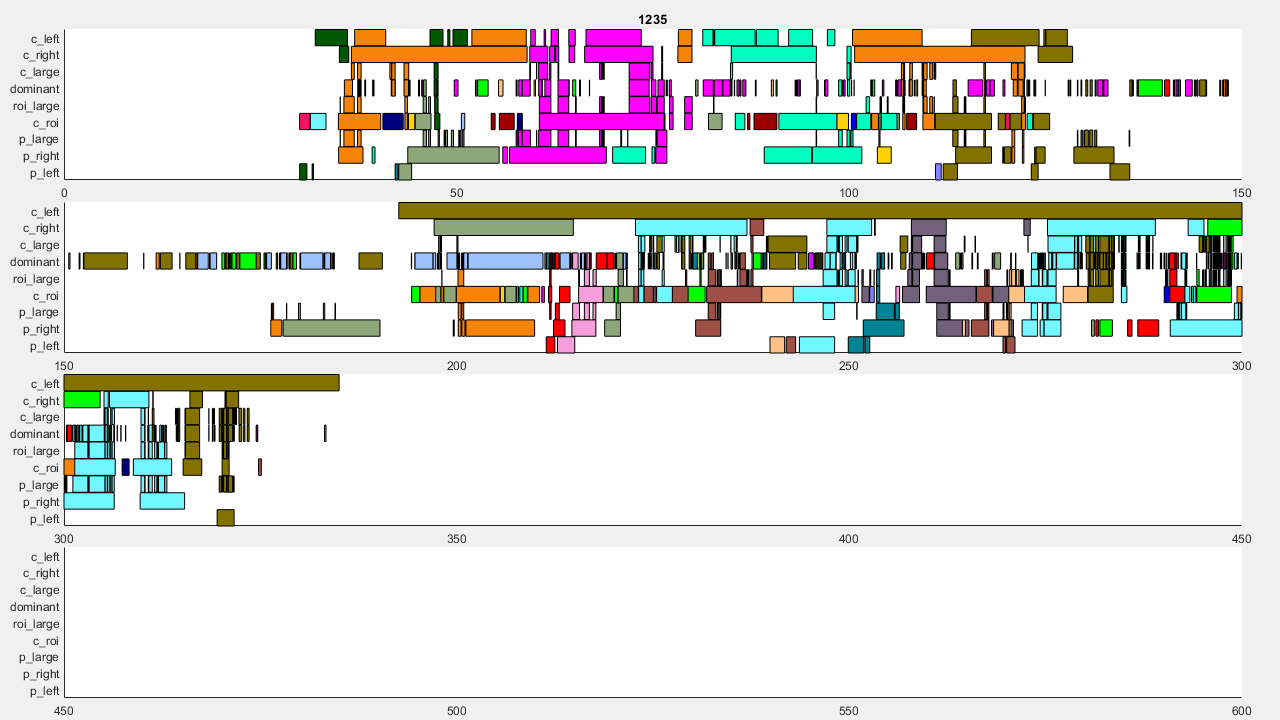 1235
c_left
c_right
c_large
dominant
roi_large
c_roi
p_large
p_right
p_left
0 50 100 150
c_left
c_right
c_large
dominant
roi_large
c_roi
p_large
p_right
p_left
150 200 250 300
c_left
c_right
c_large
dominant
roi_large
c_roi
p_large
p_right
p_left
300 350 400 450
c_left
c_right
c_large
dominant
roi_large
c_roi
p_large
p_right
p_left
450 500 550 600